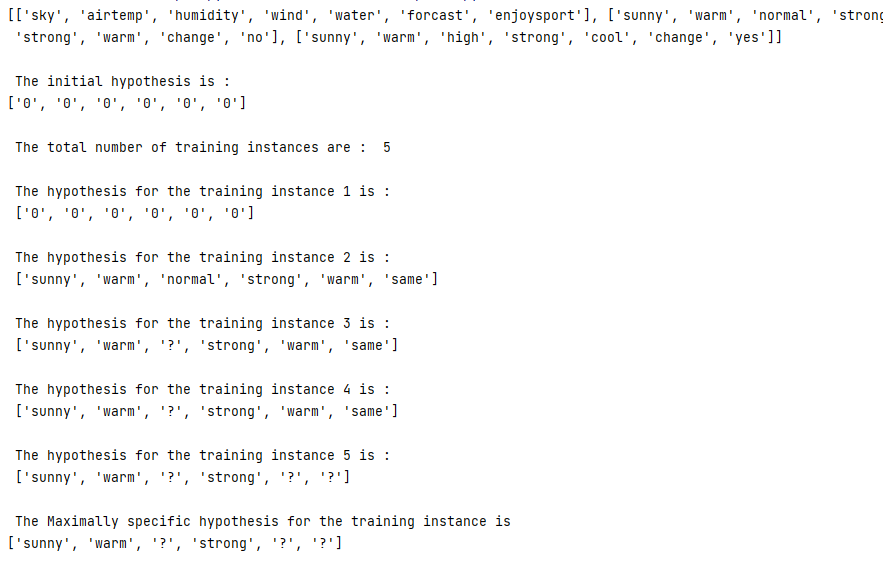 [['sky', 'airtemp', 'humidity', 'wind', 'water', 'forcast', 'enjoysport'], ['sunny', 'warm', 'normal', 'strong
'strong', 'warm', 'change', 'no'], ['sunny', 'warm', 'high', 'strong', 'cool', 'change', 'yes']]
The initial hypothesis is :
['0', '0', '0', '0', '0', '0']
The total number of training instances are :  5
The hypothesis for the training instance 1 is :
['0', '0', '0', '0', '0', '0']
The hypothesis for the training instance 2 is :
['sunny', 'warm', 'normal', 'strong', 'warm', 'same']
The hypothesis for the training instance 3 is :
['sunny', 'warm', '?', 'strong', 'warm', 'same']
The hypothesis for the training instance 4 is :
['sunny', 'warm', '?', 'strong', 'warm', 'same']
The hypothesis for the training instance 5 is :
['sunny', 'warm', '?', 'strong', '?', '?']
The Maximally specific hypothesis for the training instance is
['sunny', 'warm', '?', 'strong', '?', '?']